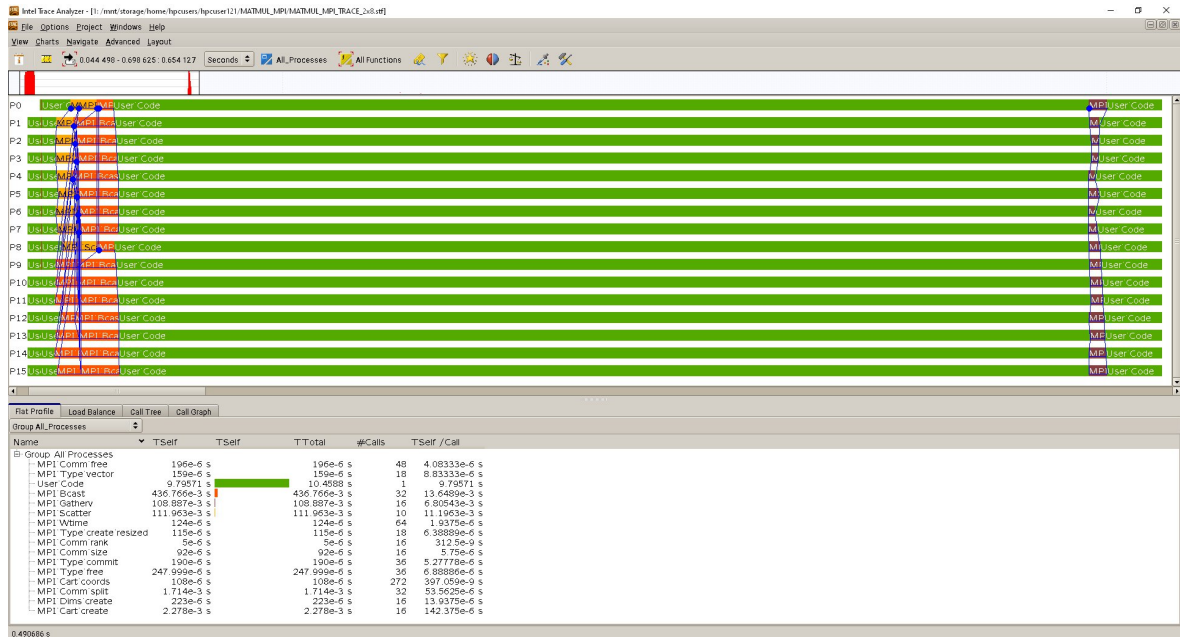 Intel Trace Analyzer - [1: /mnt/storage/home/hpcusers/hpcuser121/MATMUL_MPI/MATMUL_MPI_TRACE_2x8.stf]
File Options Project Windows Help
View Charts Navigate Advanced Layout
0.044 498 - 0.698 625 : 0.654 127 Seconds All_Processes All Functions
P0 User Code
P1 User Code
P2 User Code
P3 User Code
P4 User Code
P5 User Code
P6 User Code
P7 User Code
P8 User Code
P9 User Code
P10 User Code
P11 User Code
P12 User Code
P13 User Code
P14 User Code
P15 User Code
Flat Profile Load Balance Call Tree Call Graph
Group All_Processes
Name TSelf TSelf TTotal #Calls TSelf /Call
Group All_Processes
MPI_Comm_free 196e-6 s 196e-6 s 48 4.08333e-6 s
MPI_Type_vector 159e-6 s 159e-6 s 18 8.83333e-6 s
User_Code 9.79571 s 10.4588 s 1 9.79571 s
MPI_Bcast 436.766e-3 s 436.766e-3 s 32 13.6489e-3 s
MPI_Gatherv 108.887e-3 s 108.887e-3 s 16 6.80543e-3 s
MPI_Scatter 111.963e-3 s 111.963e-3 s 10 11.1963e-3 s
MPI_Wtime 124e-6 s 124e-6 s 64 1.9375e-6 s
MPI_Type_create_resized 115e-6 s 115e-6 s 18 6.38889e-6 s
MPI_Comm_rank 5e-6 s 5e-6 s 16 312.5e-9 s
MPI_Comm_size 92e-6 s 92e-6 s 16 5.75e-6 s
MPI_Type_commit 190e-6 s 190e-6 s 36 5.27778e-6 s
MPI_Type_free 247.999e-6 s 247.999e-6 s 36 6.88886e-6 s
MPI_Cart_coords 108e-6 s 108e-6 s 272 397.059e-9 s
MPI_Comm_split 1.714e-3 s 1.714e-3 s 32 53.5625e-6 s
MPI_Dims_create 223e-6 s 223e-6 s 16 13.9375e-6 s
MPI_Cart_create 2.278e-3 s 2.278e-3 s 16 142.375e-6 s
0.490686 s